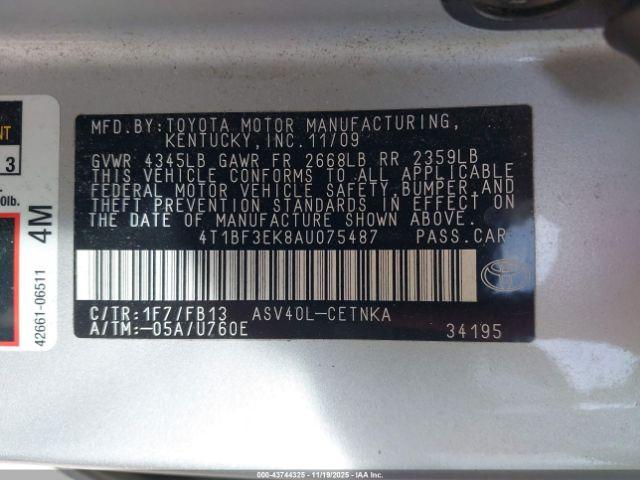 MFD.BY:TOYOTA MOTOR MANUFACTURING,
KENTUCKY,INC.11/09
GVWR 4345LB GAWR FR 2668LB RR 2359LB
THIS VEHICLE CONFORMS TO ALL APPLICABLE
FEDERAL MOTOR VEHICLE SAFETY,BUMPER,AND
THEFT PREVENTION STANDARDS IN EFFECT ON
THE DATE OF MANUFACTURE SHOWN ABOVE.
4T1BF3EK8AU075487 PASS.CAR
C/TR:1F7/FB13 ASV40L-CETNKA
A/TM:-05A/U760E 34195
3
0lb.
4M
42661-06511
© 000-43744325 - 11/19/2025 - IAA, Inc.